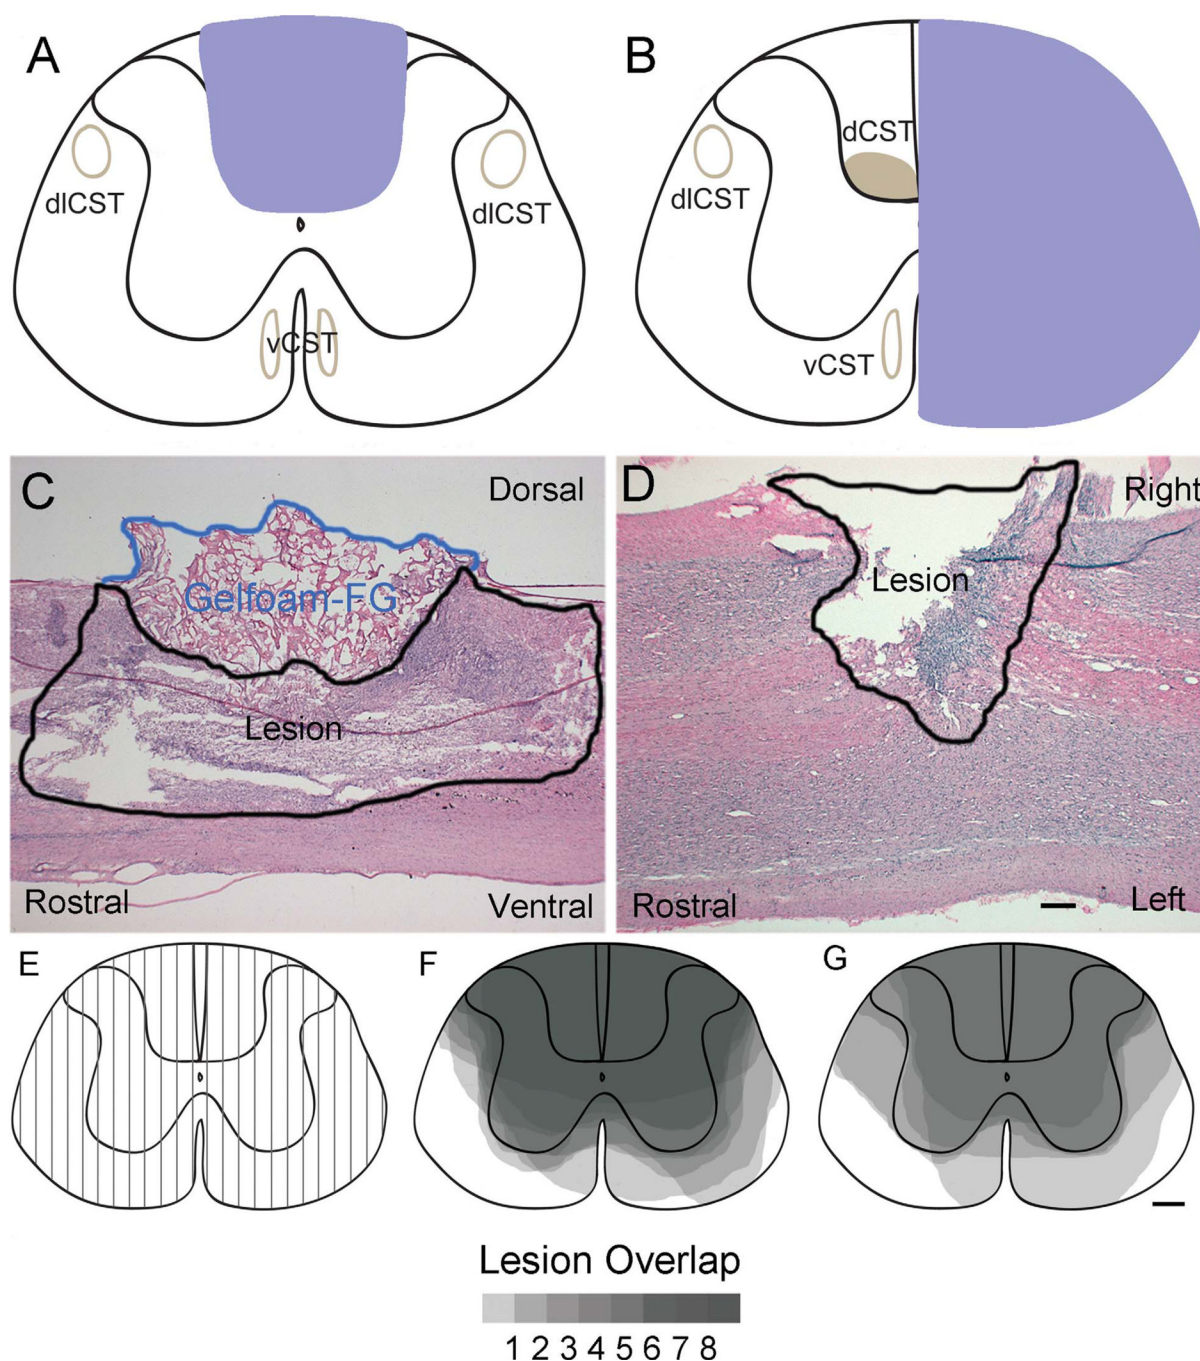 A
B
dCST
dlCST
dlCST
dlCST
vCST
vCST
C
Dorsal
D
Right
Gelfoam-FG
Lesion
Lesion
Rostral
Ventral
Rostral
Left
E
F
G
Lesion Overlap
1 2 3 4 5 6 7 8